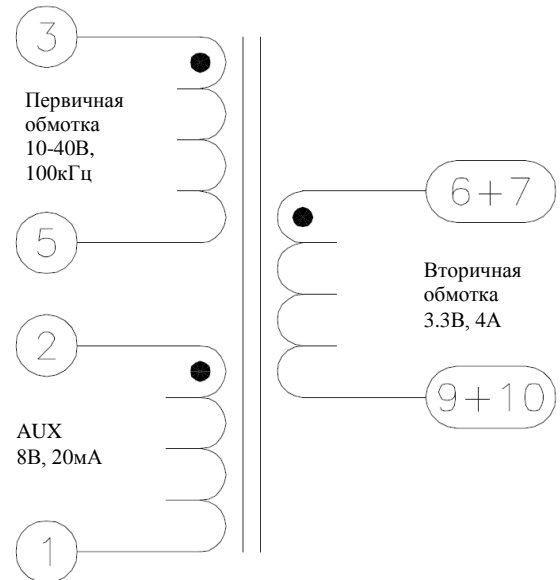 3
Первичная
обмотка
10-40В,
100кГц
5
6+7
Вторичная
обмотка
3.3В, 4А
9+10
2
AUX
8В, 20мА
1